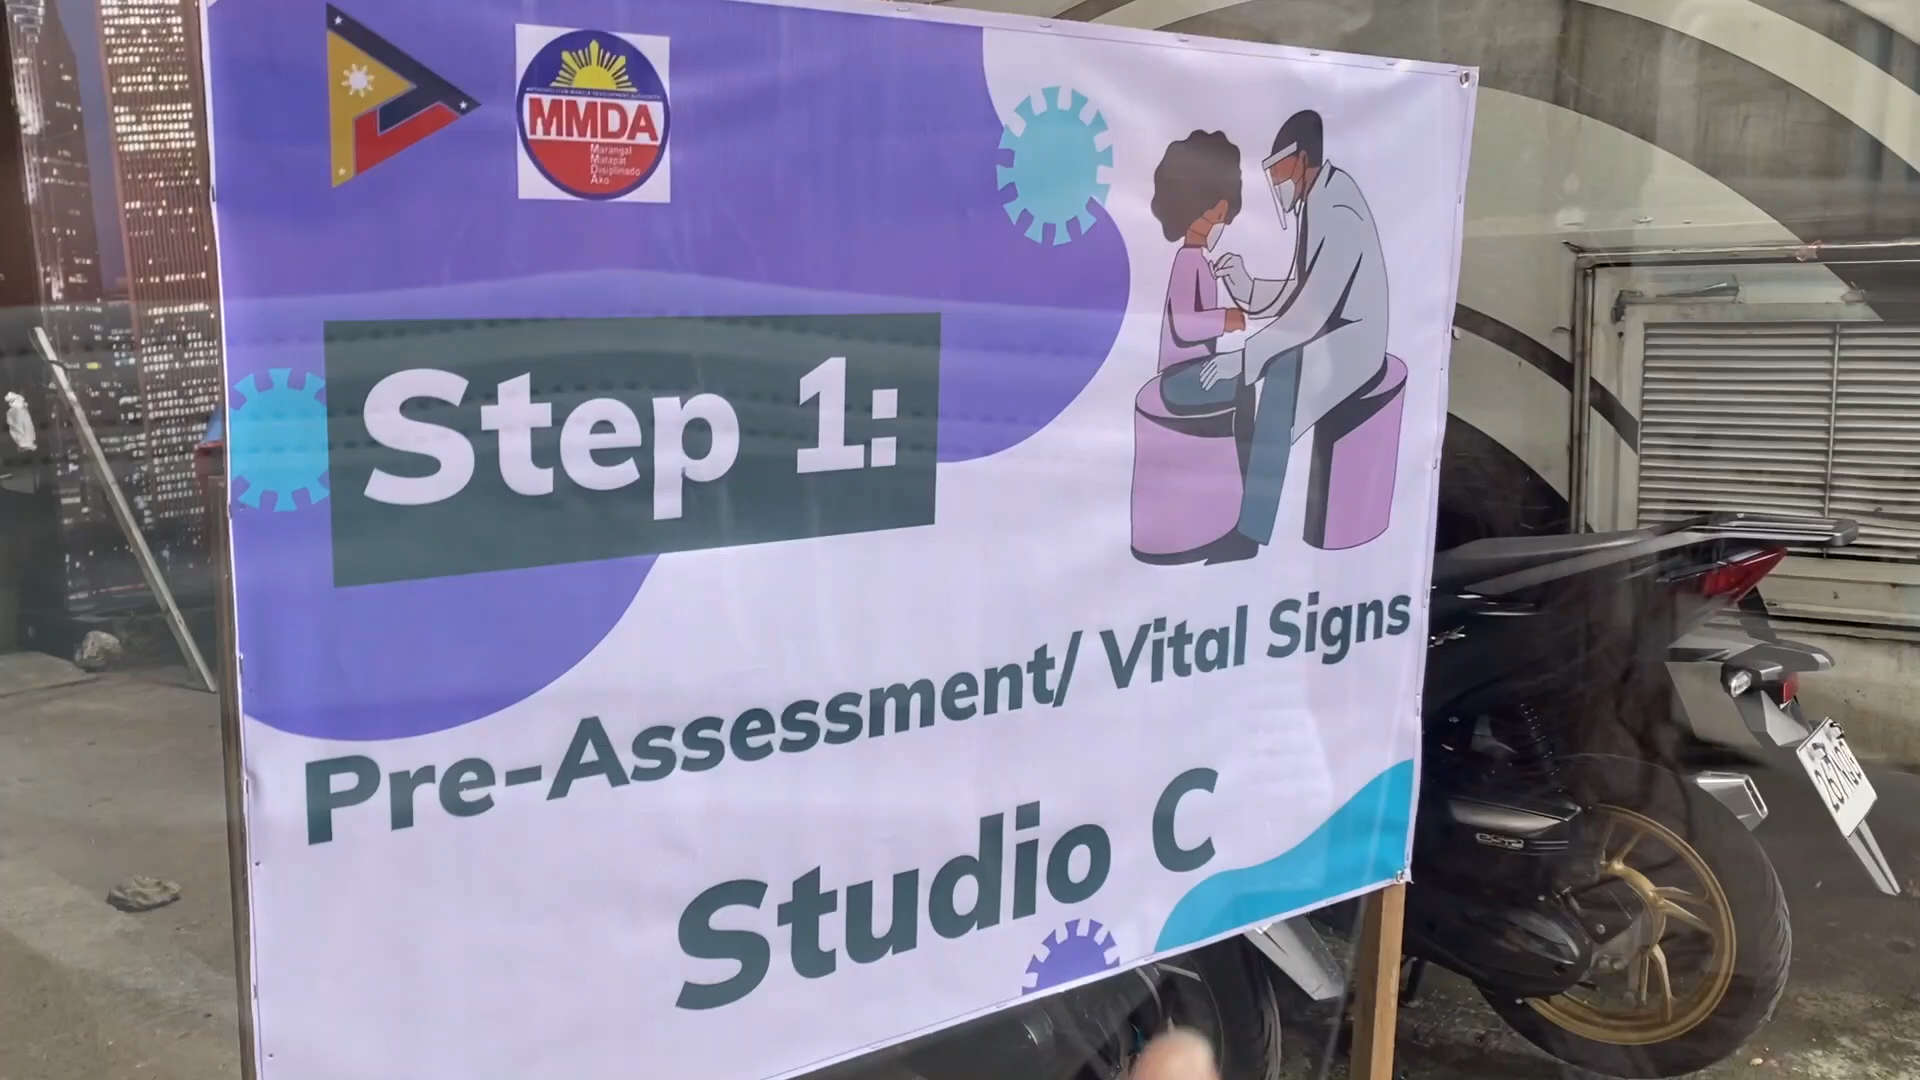 MMDA
Marangal
Matapat
Disiplinado
Ako
Step 1:
Pre-Assessment/ Vital Signs
Studio C